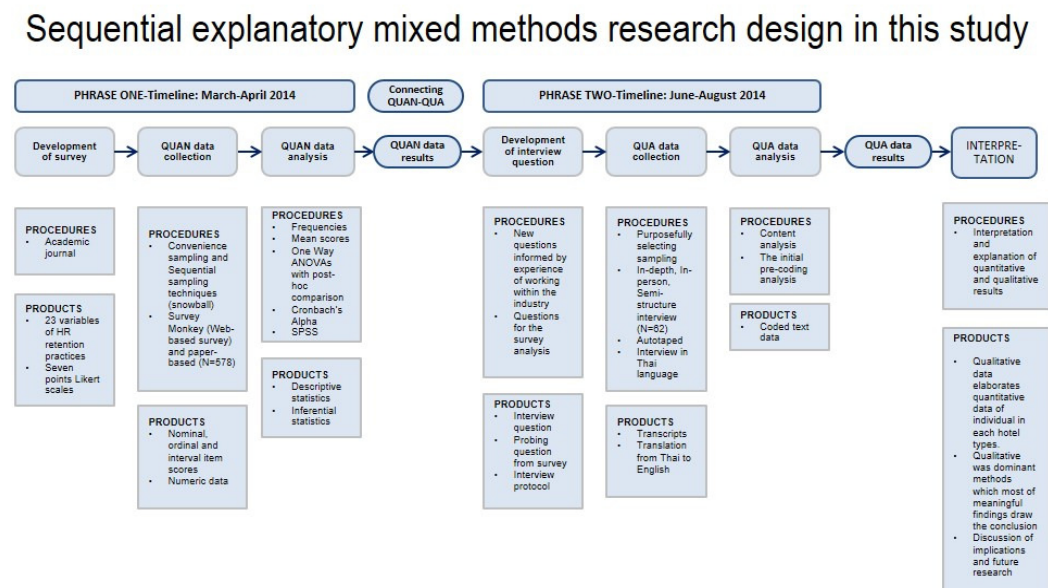 Sequential explanatory mixed methods research design in this study
PHRASE ONE-Timeline: March-April 2014
Connecting
QUAN-QUA
PHRASE TWO-Timeline: June-August 2014
Development
of survey
QUAN data
collection
QUAN data
analysis
QUAN data
results
Development
of interview
question
QUA data
collection
QUA data
analysis
QUA data
results
INTERPRE-
TATION
PROCEDURES
• Academic
journal
PRODUCTS
• 23 variables
of HR
retention
practices
• Seven
points Likert
scales
PROCEDURES
• Convenience
sampling and
Sequential
sampling
techniques
(snowball)
• Survey
Monkey (Web-
based survey)
and paper-
based (N=578)
PRODUCTS
• Nominal,
ordinal and
interval item
scores
• Numeric data
PROCEDURES
• Frequencies
• Mean scores
• One Way
ANOVAs
with post-
hoc
comparison
• Cronbach's
Alpha
• SPSS
PRODUCTS
• Descriptive
statistics
• Inferential
statistics
PROCEDURES
• New
questions
informed by
experience
of working
within the
industry
• Questions
for the
survey
analysis
PRODUCTS
• Interview
question
• Probing
question
from survey
• Interview
protocol
PROCEDURES
• Purposefully
selecting
sampling
• In-depth, In-
person,
Semi-
structure
interview
(N=62)
• Autotaped
• Interview in
Thai
language
PRODUCTS
• Transcripts
• Translation
from Thai to
English
PROCEDURES
• Content
analysis
• The initial
pre-coding
analysis
PRODUCTS
• Coded text
data
PROCEDURES
• Interpretation
and
explanation of
quantitative
and qualitative
results
PRODUCTS
• Qualitative
data
elaborates
quantitative
data of
individual in
each hotel
types.
• Qualitative
was dominant
methods
which most of
meaningful
findings draw
the conclusion
• Discussion of
implications
and future
research